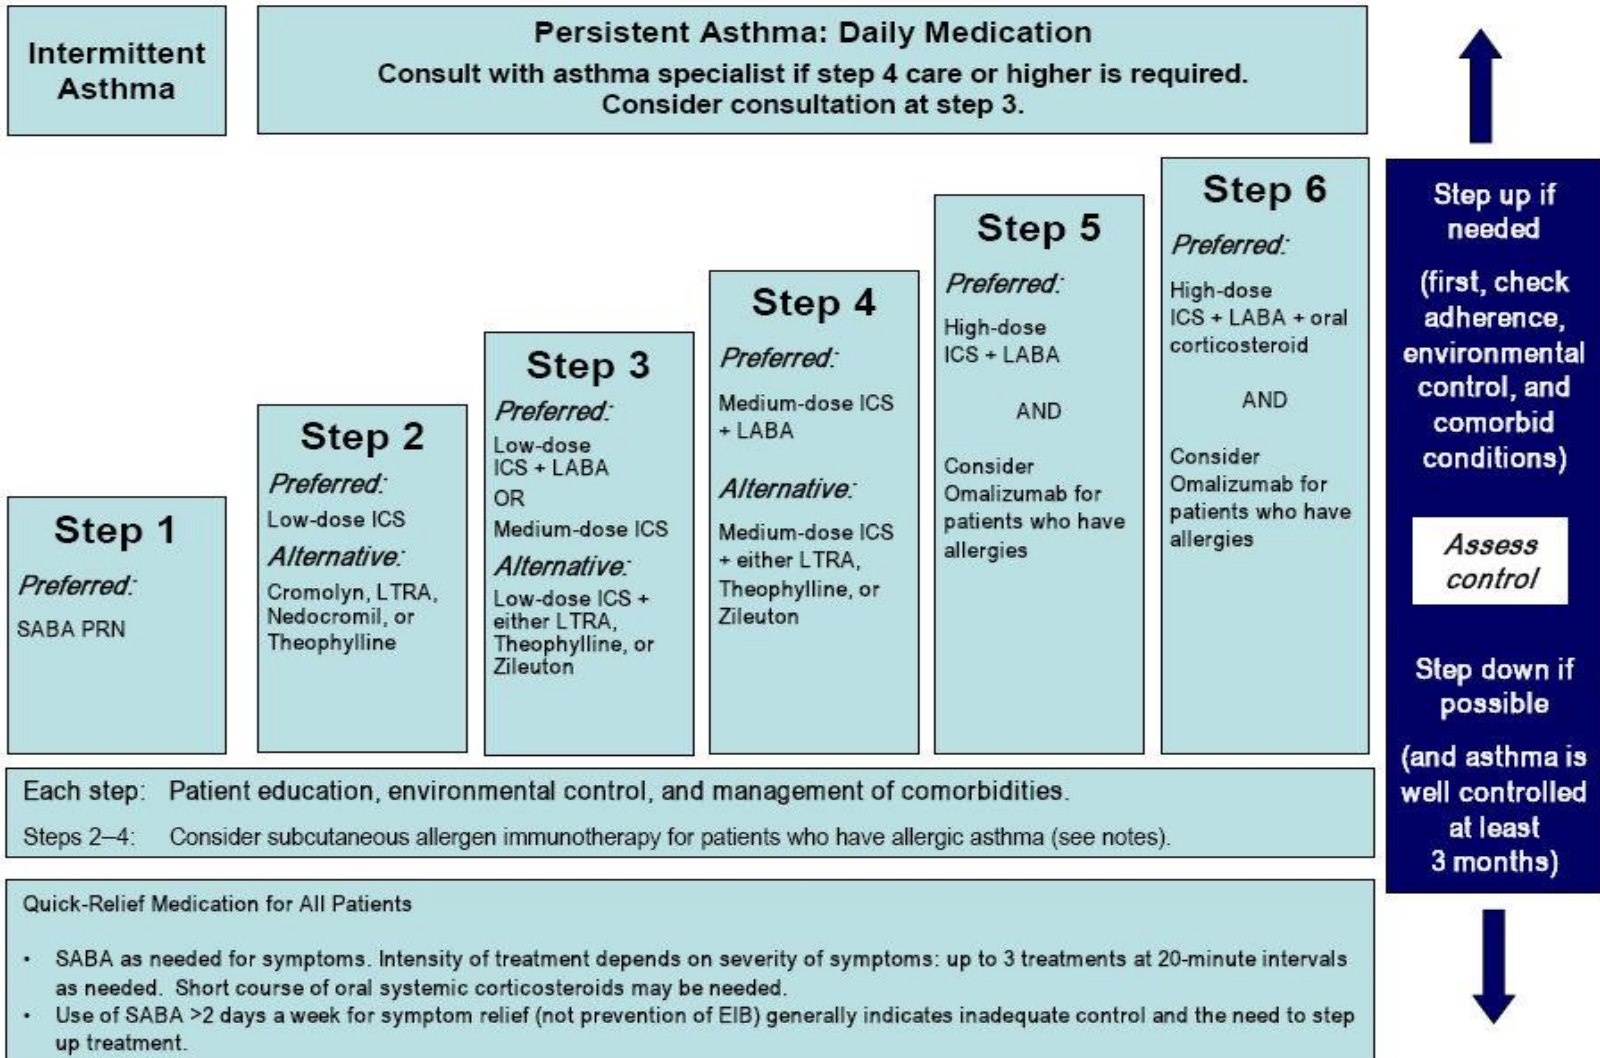 Intermittent
Asthma
Persistent Asthma: Daily Medication
Consult with asthma specialist if step 4 care or higher is required.
Consider consultation at step 3.
Step 1
Preferred:
SABA PRN
Step 2
Preferred:
Low-dose ICS
Alternative:
Cromolyn, LTRA,
Nedocromil, or
Theophylline
Step 3
Preferred:
Low-dose
ICS + LABA
OR
Medium-dose ICS
Alternative:
Low-dose ICS +
either LTRA,
Theophylline, or
Zileuton
Step 4
Preferred:
Medium-dose ICS
+ LABA
Alternative:
Medium-dose ICS
+ either LTRA,
Theophylline, or
Zileuton
Step 5
Preferred:
High-dose
ICS + LABA
AND
Consider
Omalizumab for
patients who have
allergies
Step 6
Preferred:
High-dose
ICS + LABA + oral
corticosteroid
AND
Consider
Omalizumab for
patients who have
allergies
Step up if
needed
(first, check
adherence,
environmental
control, and
comorbid
conditions)
Assess
control
Step down if
possible
(and asthma is
well controlled
at least
3 months)
Each step: Patient education, environmental control, and management of comorbidities.
Steps 2–4: Consider subcutaneous allergen immunotherapy for patients who have allergic asthma (see notes).
Quick-Relief Medication for All Patients
• SABA as needed for symptoms. Intensity of treatment depends on severity of symptoms: up to 3 treatments at 20-minute intervals
as needed. Short course of oral systemic corticosteroids may be needed.
• Use of SABA >2 days a week for symptom relief (not prevention of EIB) generally indicates inadequate control and the need to step
up treatment.